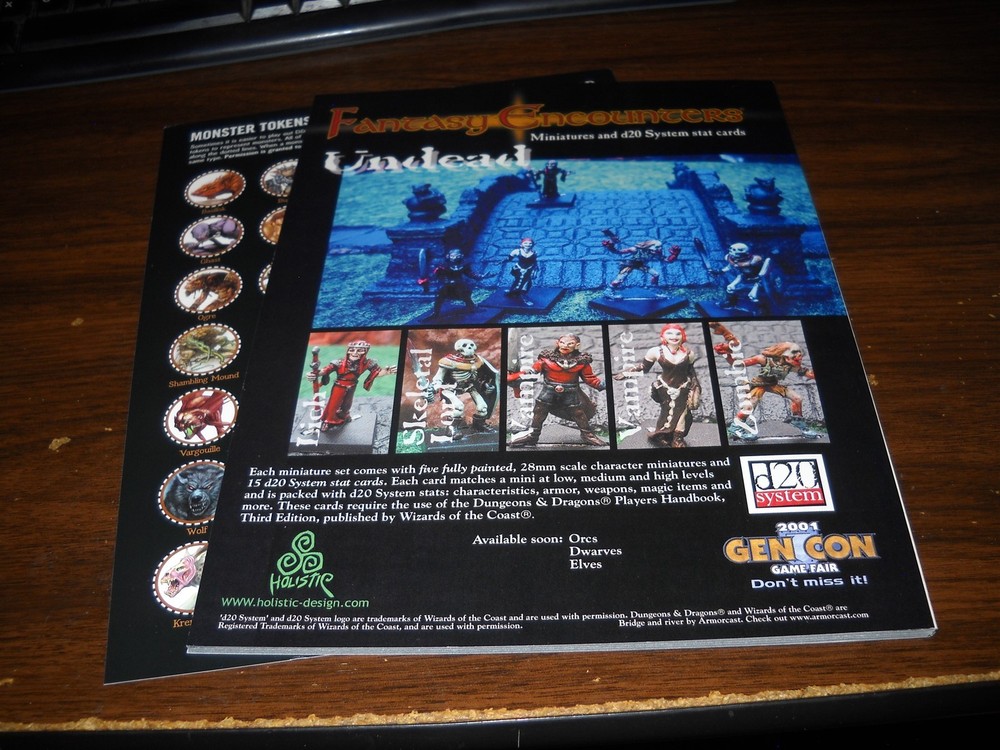 MONSTER TOKENS
Ogre
Shambling Mound
Vargouille
Wolf
Fantasy Encounters
Miniatures and d20 System stat cards
Undead
Lich
Skeletal
Lord
Vampire
Vampire
Zombie
Each miniature set comes with five fully painted, 28mm scale character miniatures and
15 d20 System stat cards. Each card matches a mini at low, medium and high levels
and is packed with d20 System stats: characteristics, armor, weapons, magic items and
more. These cards require the use of the Dungeons & Dragons® Players Handbook,
Third Edition, published by Wizards of the Coast®.
d20
system
Available soon: Orcs
Dwarves
Elves
2001
GEN CON
GAME FAIR
Don't miss it!
HOLISTIC
www.holistic-design.com
'd20 System' and d20 System logo are trademarks of Wizards of the Coast and are used with permission. Dungeons & Dragons® and Wizards of the Coast® are
Registered Trademarks of Wizards of the Coast, and are used with permission.
Bridge and river by Armorcast. Check out www.armorcast.com